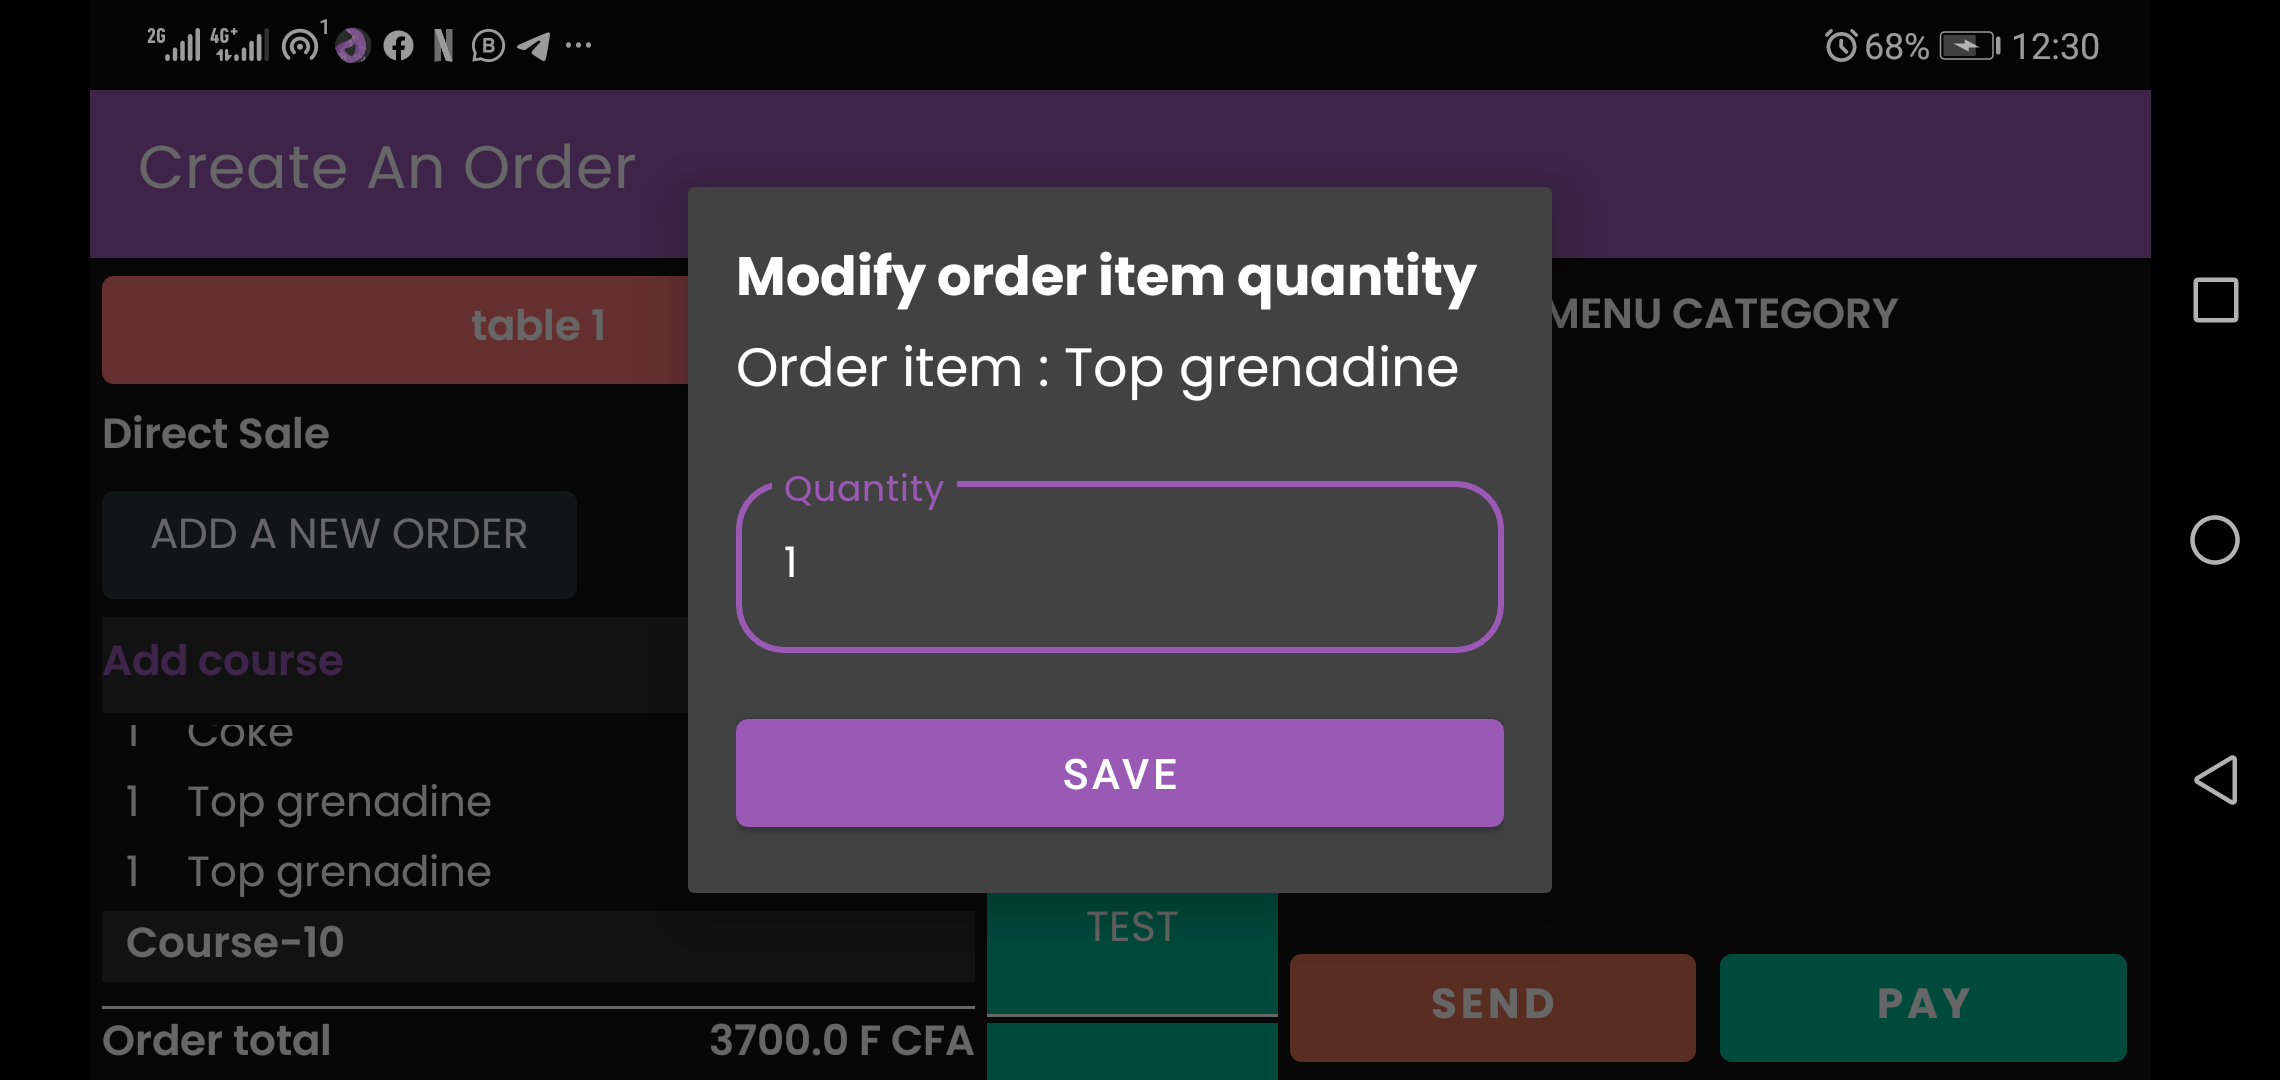 2G 4G+ 1 N B ... 68% 12:30
Create An Order
Modify order item quantity
Order item : Top grenadine
Quantity
1
SAVE
table 1
MENU CATEGORY
Direct Sale
ADD A NEW ORDER
Add course
1 Coke
1 Top grenadine
1 Top grenadine
Course-10
Order total 3700.0 F CFA
TEST
SEND
PAY